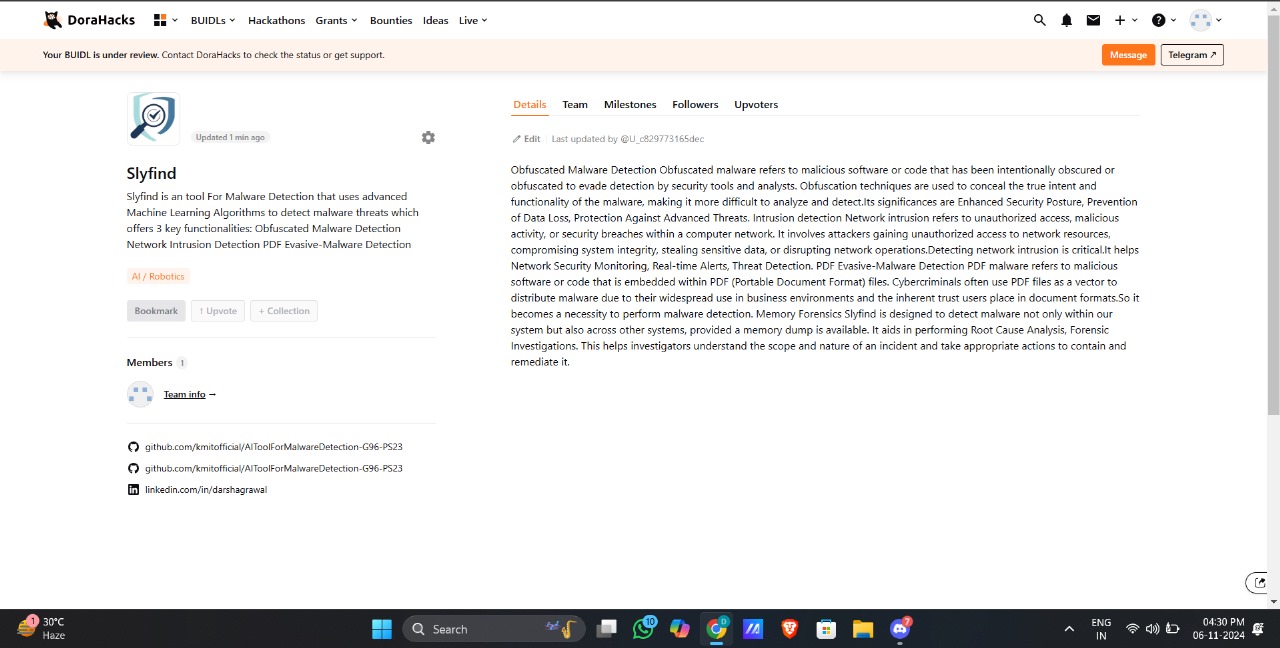 DoraHacks
BUIDLs
Hackathons
Grants
Bounties
Ideas
Live
Your BUIDL is under review. Contact DoraHacks to check the status or get support.
Message
Telegram ↗
Updated 1 min ago
Slyfind
Slyfind is an tool For Malware Detection that uses advanced
Machine Learning Algorithms to detect malware threats which
offers 3 key functionalities: Obfuscated Malware Detection
Network Intrusion Detection PDF Evasive-Malware Detection
AI / Robotics
Bookmark
↑ Upvote
+ Collection
Members 1
Team info →
github.com/kmitofficial/AIToolForMalwareDetection-G96-PS23
github.com/kmitofficial/AIToolForMalwareDetection-G96-PS23
linkedin.com/in/darshagrawal
Details
Team
Milestones
Followers
Upvoters
Edit
Last updated by @U_c829773165dec
Obfuscated Malware Detection Obfuscated malware refers to malicious software or code that has been intentionally obscured or
obfuscated to evade detection by security tools and analysts. Obfuscation techniques are used to conceal the true intent and
functionality of the malware, making it more difficult to analyze and detect.Its significances are Enhanced Security Posture, Prevention
of Data Loss, Protection Against Advanced Threats. Intrusion detection Network intrusion refers to unauthorized access, malicious
activity, or security breaches within a computer network. It involves attackers gaining unauthorized access to network resources,
compromising system integrity, stealing sensitive data, or disrupting network operations.Detecting network intrusion is critical.It helps
Network Security Monitoring, Real-time Alerts, Threat Detection. PDF Evasive-Malware Detection PDF malware refers to malicious
software or code that is embedded within PDF (Portable Document Format) files. Cybercriminals often use PDF files as a vector to
distribute malware due to their widespread use in business environments and the inherent trust users place in document formats.So it
becomes a necessity to perform malware detection. Memory Forensics Slyfind is designed to detect malware not only within our
system but also across other systems, provided a memory dump is available. It aids in performing Root Cause Analysis, Forensic
Investigations. This helps investigators understand the scope and nature of an incident and take appropriate actions to contain and
remediate it.
1
30°C
Haze
Search
10
D
7
ENG
IN
04:30 PM
06-11-2024